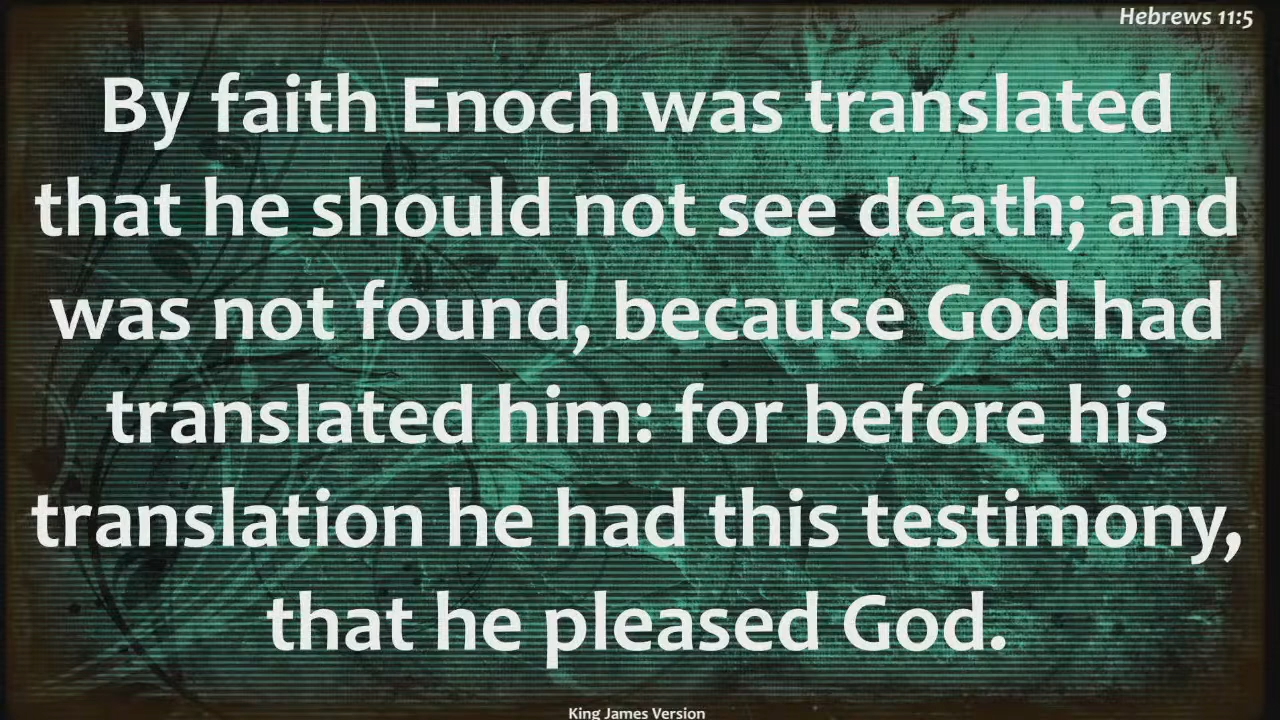 Hebrews 11:5
By faith Enoch was translated
that he should not see death; and
was not found, because God had
translated him: for before his
translation he had this testimony,
that he pleased God.
King James Version